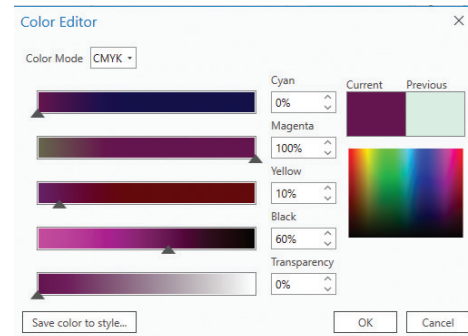 Color Editor
Color Mode CMYK
Cyan
0%
Magenta
100%
Yellow
10%
Black
60%
Transparency
0%
Current Previous
Save color to style...
OK Cancel